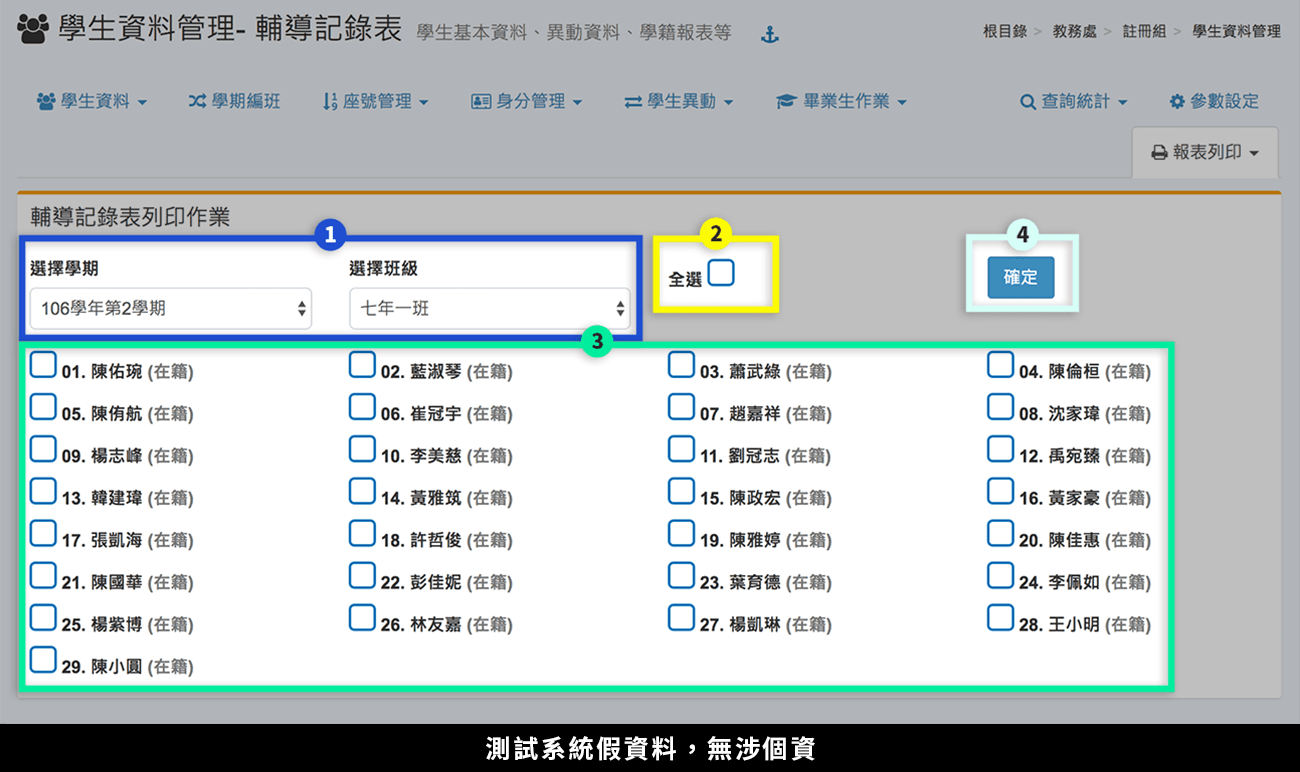 學生資料管理- 輔導記錄表 學生基本資料、異動資料、學籍報表等 根目錄 > 教務處 > 註冊組 > 學生資料管理
學生資料 學期編班 座號管理 身分管理 學生異動 畢業生作業 查詢統計 參數設定
報表列印
輔導記錄表列印作業
1 2 4
選擇學期 選擇班級 全選 確定
106學年第2學期 七年一班
3
01. 陳佑琬 (在籍) 02. 藍淑琴 (在籍) 03. 蕭武綠 (在籍) 04. 陳倫桓 (在籍)
05. 陳侑航 (在籍) 06. 崔冠宇 (在籍) 07. 趙嘉祥 (在籍) 08. 沈家瑋 (在籍)
09. 楊志峰 (在籍) 10. 李美慈 (在籍) 11. 劉冠志 (在籍) 12. 禹宛臻 (在籍)
13. 韓建瑋 (在籍) 14. 黃雅筑 (在籍) 15. 陳政宏 (在籍) 16. 黃家豪 (在籍)
17. 張凱海 (在籍) 18. 許哲俊 (在籍) 19. 陳雅婷 (在籍) 20. 陳佳惠 (在籍)
21. 陳國華 (在籍) 22. 彭佳妮 (在籍) 23. 葉育德 (在籍) 24. 李佩如 (在籍)
25. 楊紫博 (在籍) 26. 林友嘉 (在籍) 27. 楊凱琳 (在籍) 28. 王小明 (在籍)
29. 陳小圓 (在籍)
測試系統假資料，無涉個資